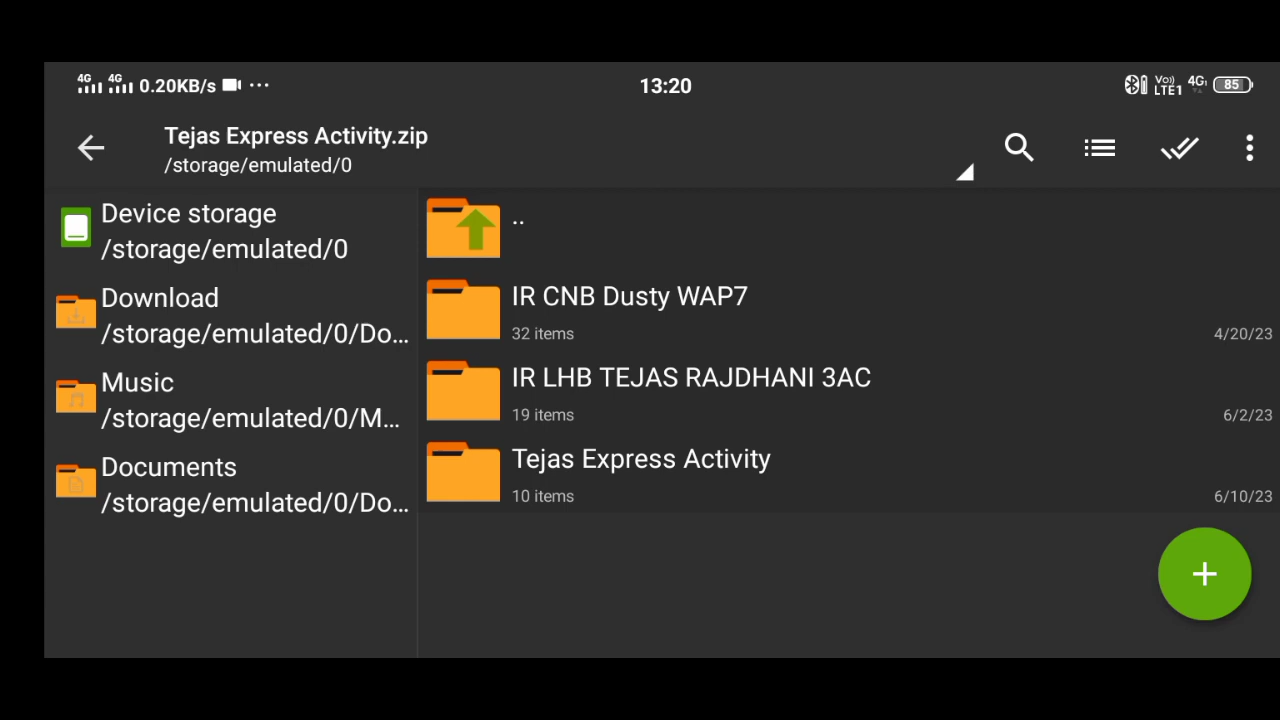 4G 4G 0.20KB/s ...
13:20
Vo)) LTE1 4G 85
Tejas Express Activity.zip
/storage/emulated/0
Device storage
/storage/emulated/0
Download
/storage/emulated/0/Do...
Music
/storage/emulated/0/M...
Documents
/storage/emulated/0/Do...
..
IR CNB Dusty WAP7
32 items
4/20/23
IR LHB TEJAS RAJDHANI 3AC
19 items
6/2/23
Tejas Express Activity
10 items
6/10/23
+